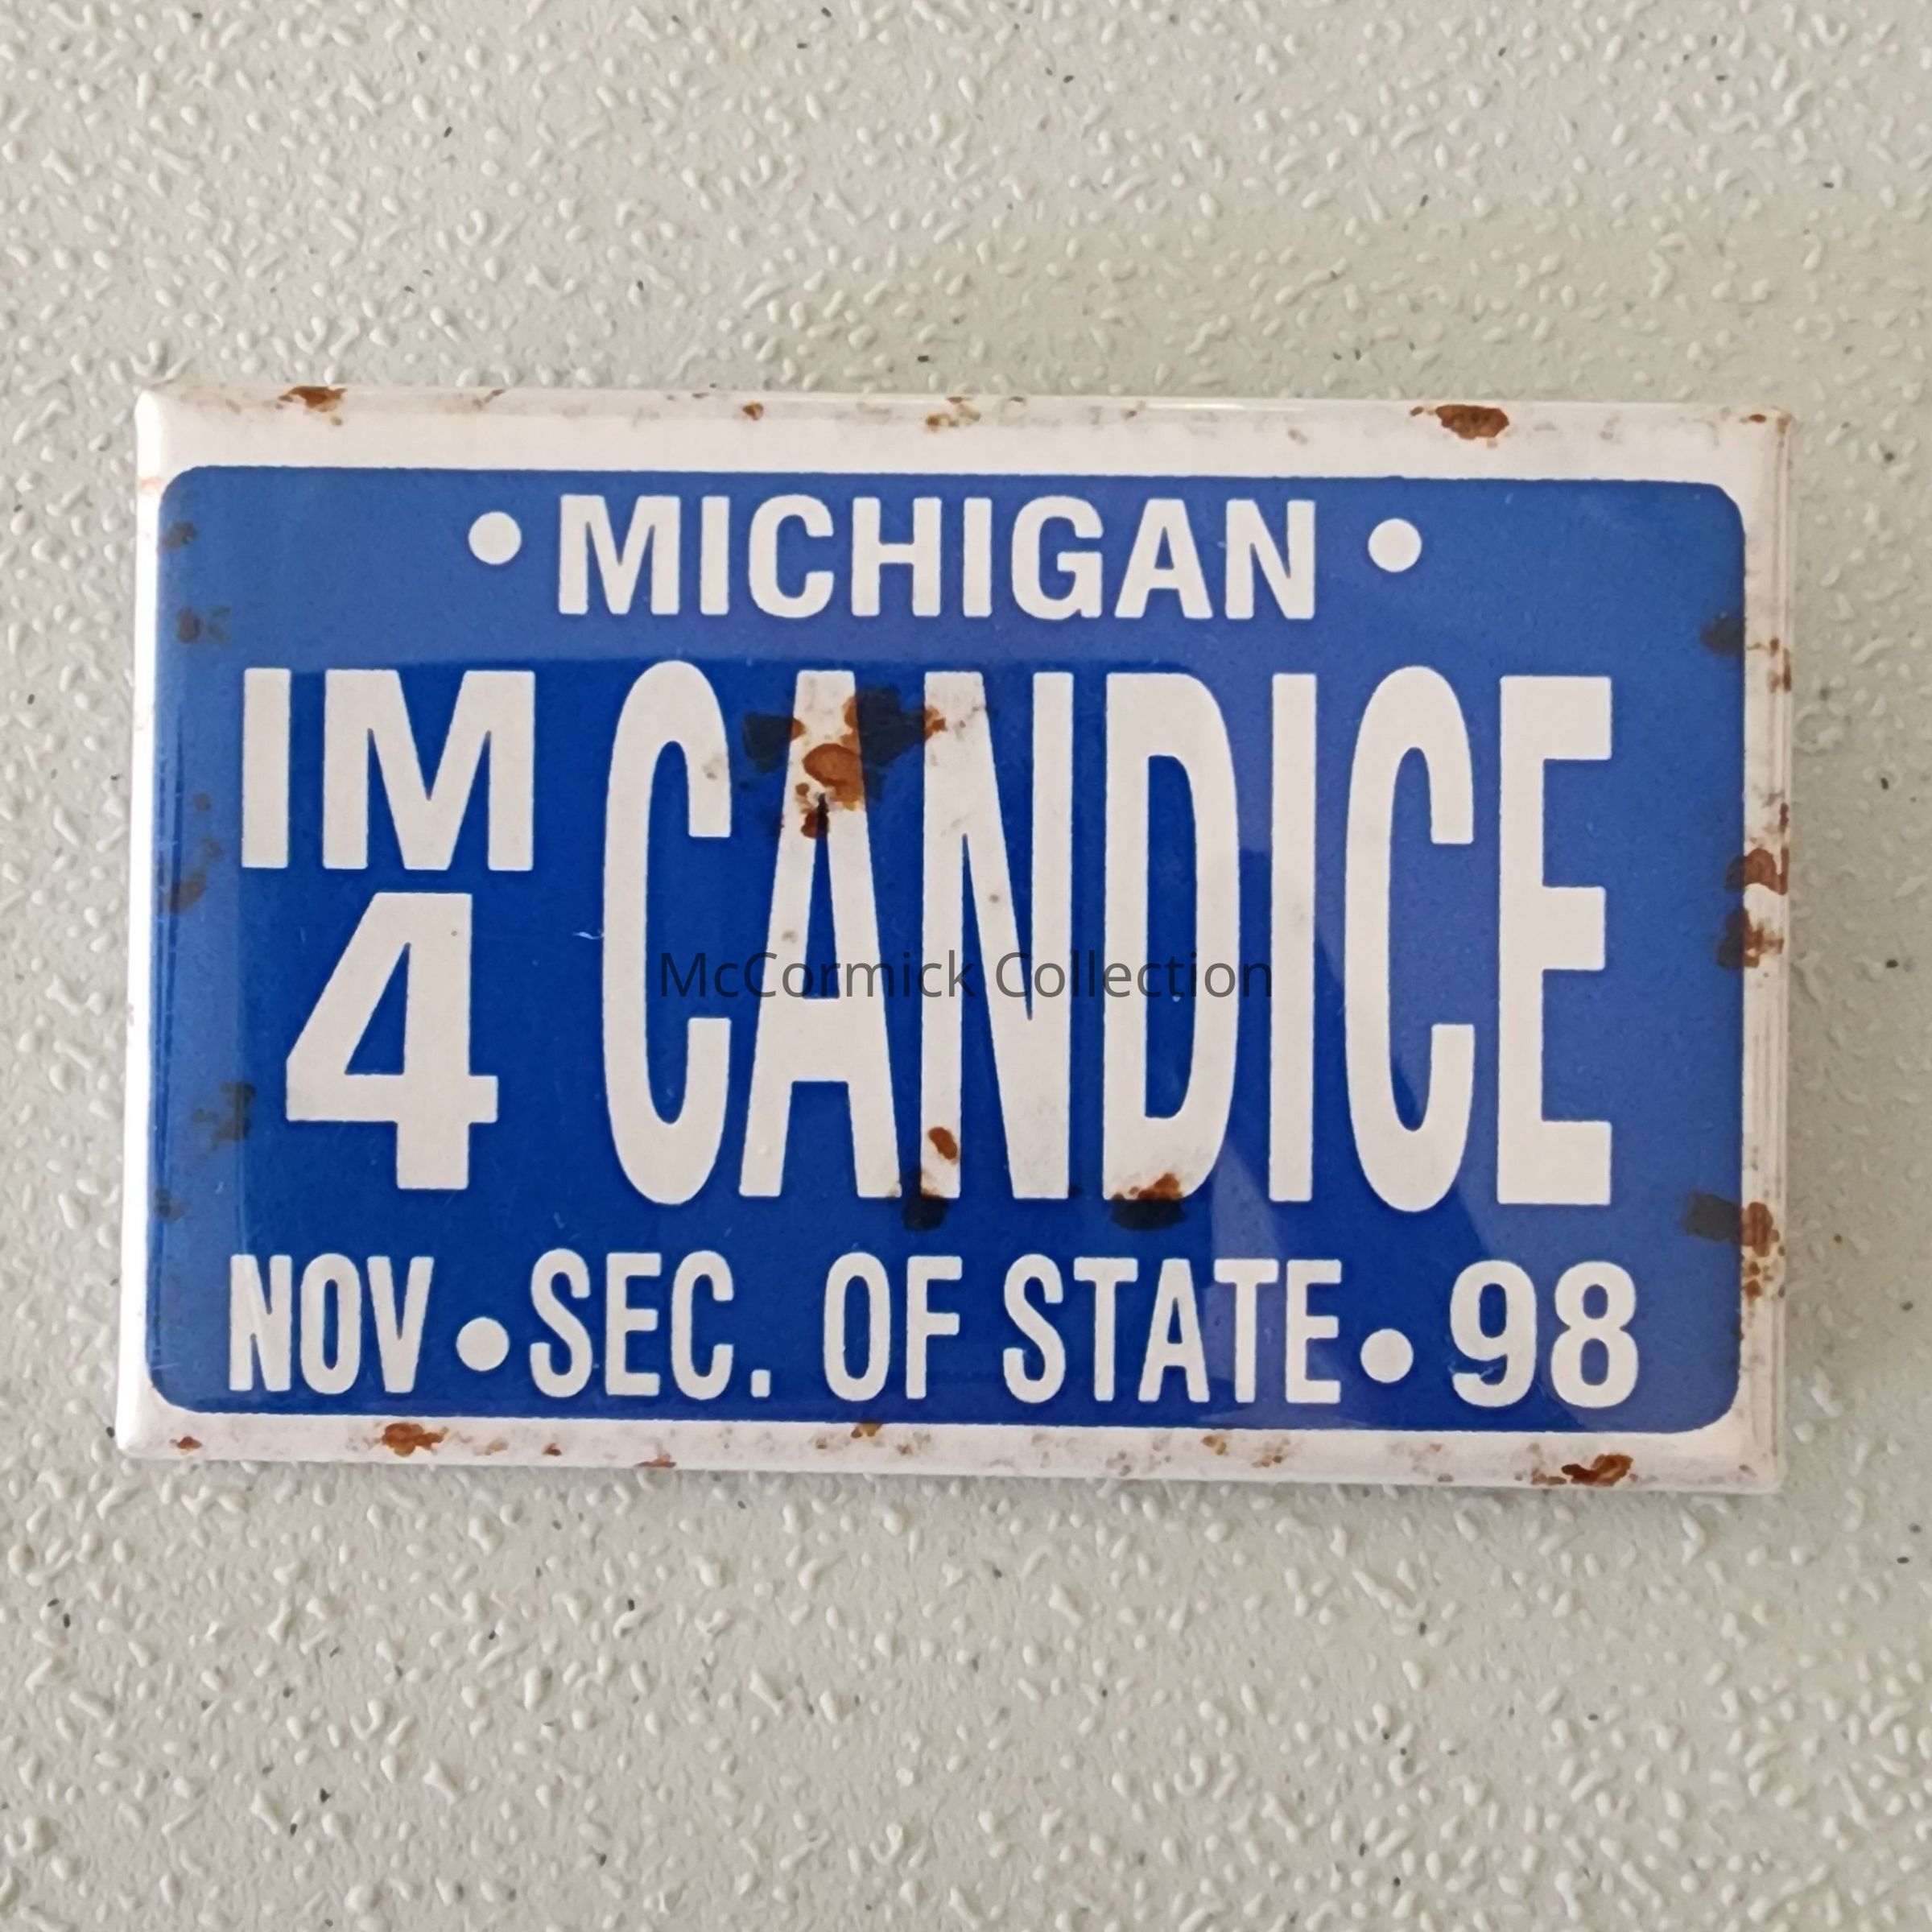 • MICHIGAN •
IM
4
CANDICE
McCormick Collection
NOV • SEC. OF STATE • 98